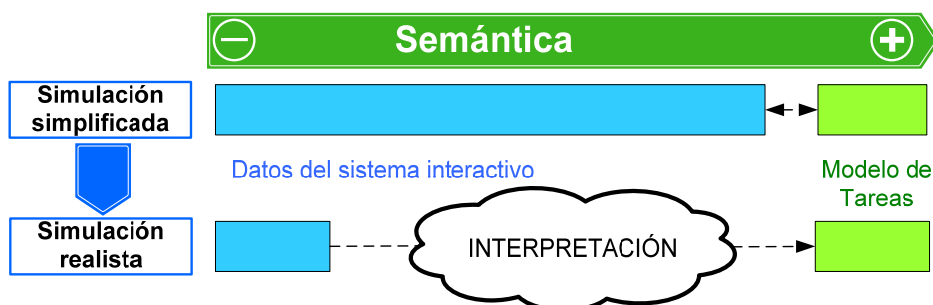 Semántica
Simulación
simplificada
Datos del sistema interactivo
Modelo de
Tareas
Simulación
realista
INTERPRETACIÓN